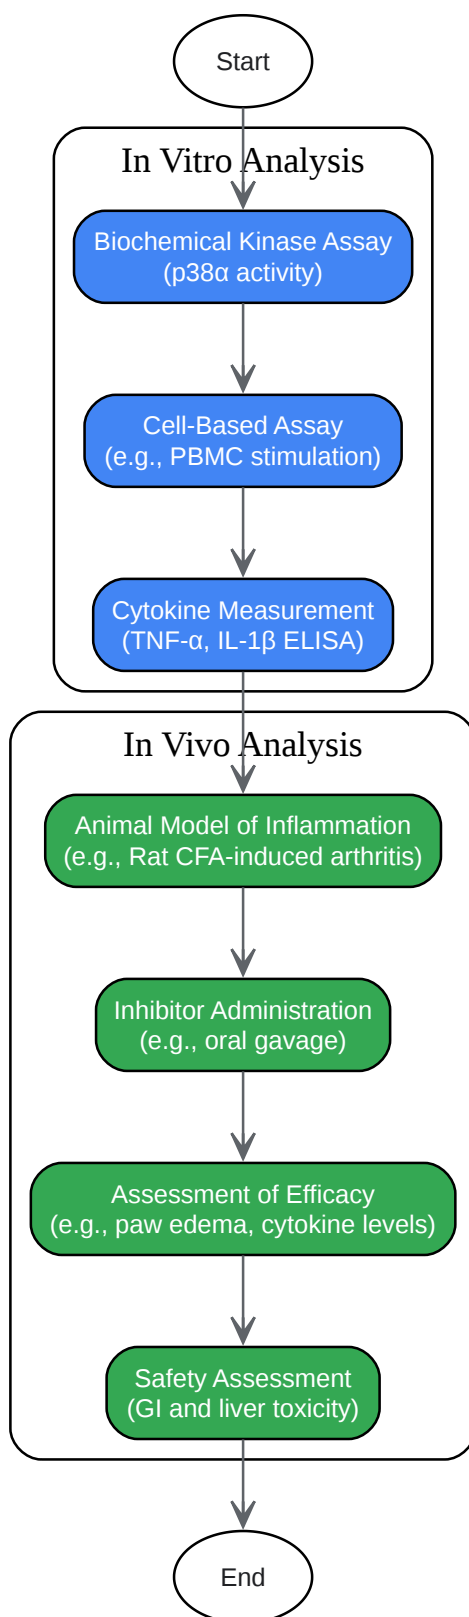 Start
In Vitro Analysis
Biochemical Kinase Assay
(p38α activity)
Cell-Based Assay
(e.g., PBMC stimulation)
Cytokine Measurement
(TNF-α, IL-1β ELISA)
In Vivo Analysis
Animal Model of Inflammation
(e.g., Rat CFA-induced arthritis)
Inhibitor Administration
(e.g., oral gavage)
Assessment of Efficacy
(e.g., paw edema, cytokine levels)
Safety Assessment
(GI and liver toxicity)
End